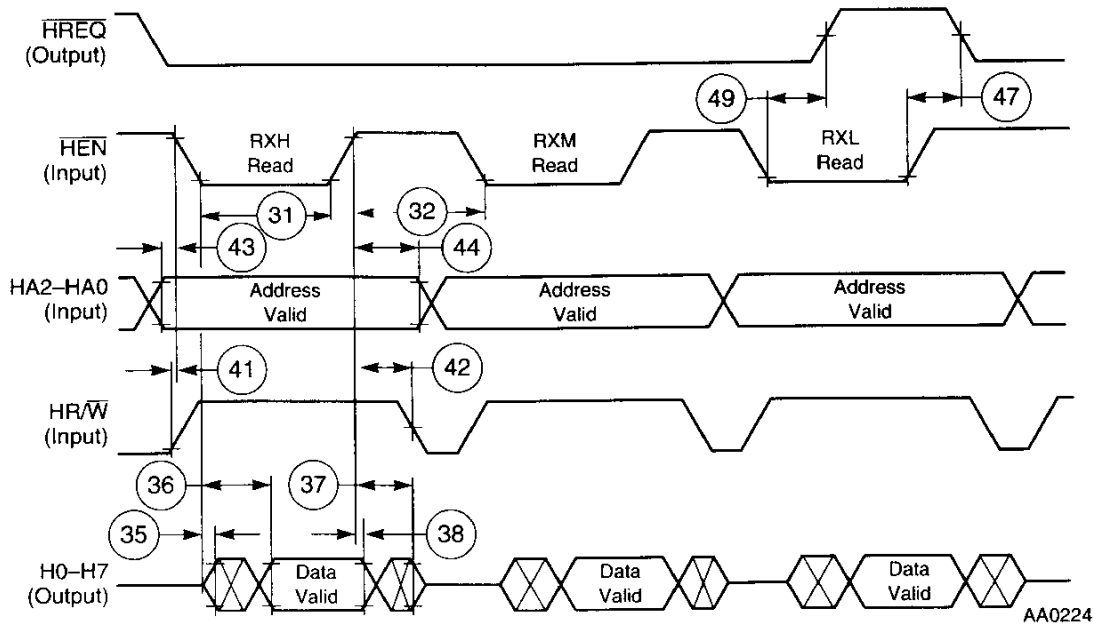 HREQ
(Output)
49
47
HEN
(Input)
RXH
Read
RXM
Read
RXL
Read
31
32
43
44
HA2–HA0
(Input)
Address
Valid
Address
Valid
Address
Valid
41
42
HR/W
(Input)
36
37
35
38
H0–H7
(Output)
Data
Valid
Data
Valid
Data
Valid
AA0224